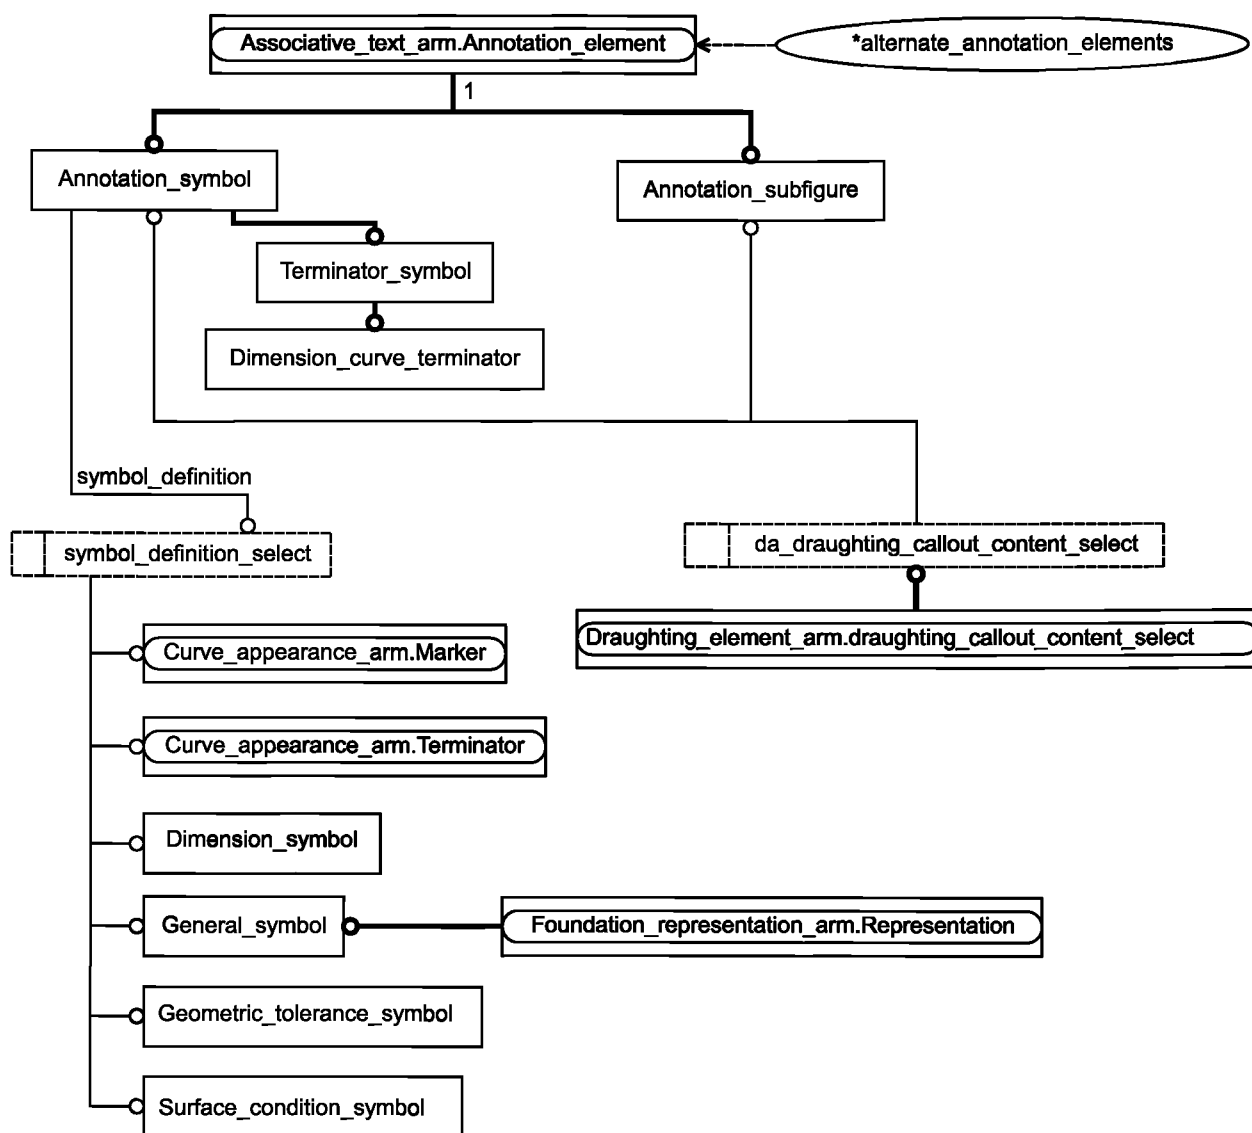 Associative_text_arm.Annotation_element
*alternate_annotation_elements
1
Annotation_symbol
Annotation_subfigure
Terminator_symbol
Dimension_curve_terminator
symbol_definition
symbol_definition_select
da_draughting_callout_content_select
Draughting_element_arm.draughting_callout_content_select
Curve_appearance_arm.Marker
Curve_appearance_arm.Terminator
Dimension_symbol
General_symbol
Foundation_representation_arm.Representation
Geometric_tolerance_symbol
Surface_condition_symbol